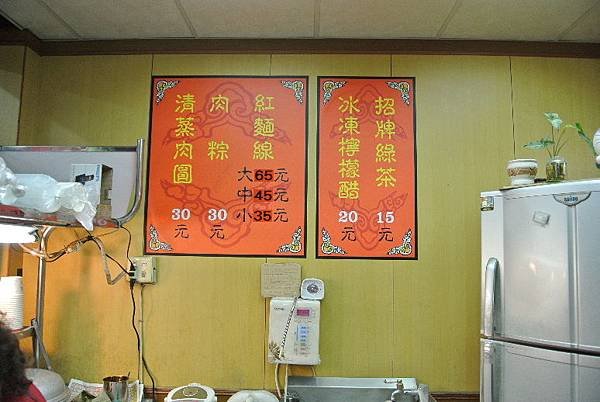 紅麵線
大65元
中45元
小35元
肉粽
30元
清蒸肉圓
30元
招牌綠茶
15元
冰凍檸檬醋
20元